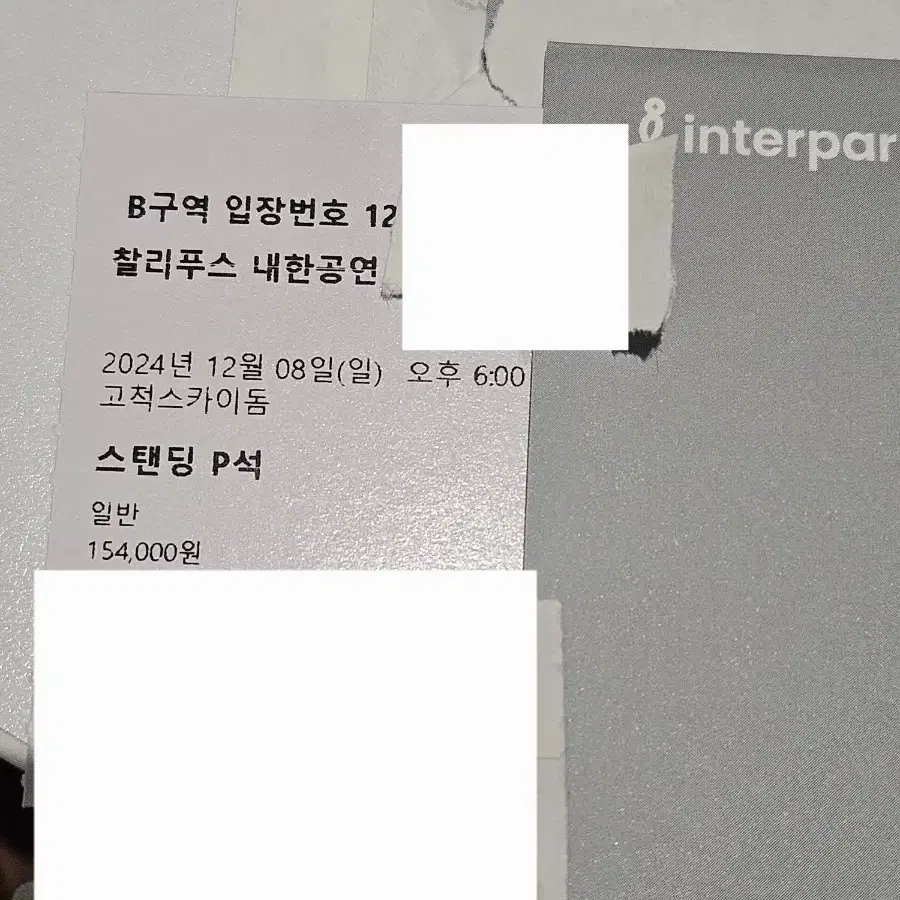 interpar
B구역 입장번호 12
찰리푸스 내한공연
2024년 12월 08일(일) 오후 6:00
고척스카이돔
스탠딩 P석
일반
154,000원